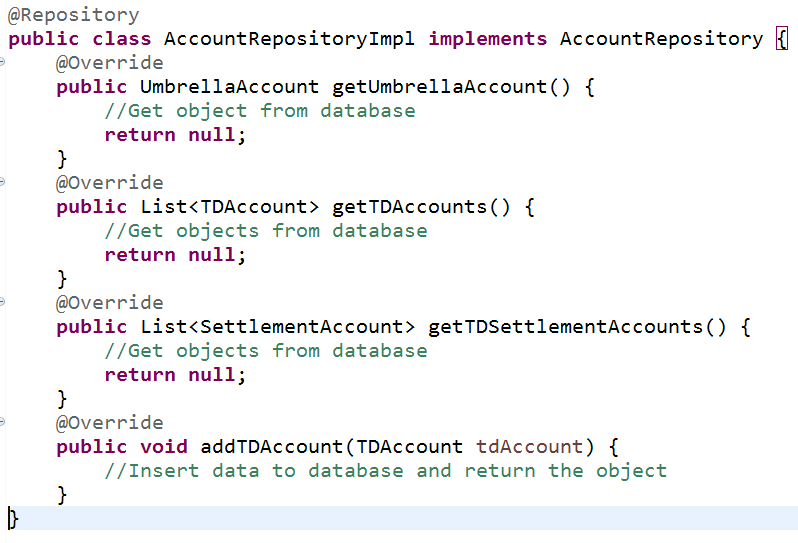 @Repository
public class AccountRepositoryImpl implements AccountRepository {
    @Override
    public UmbrellaAccount getUmbrellaAccount() {
        //Get object from database
        return null;
    }
    @Override
    public List<TDAccount> getTDAccounts() {
        //Get objects from database
        return null;
    }
    @Override
    public List<SettlementAccount> getTDSettlementAccounts() {
        //Get objects from database
        return null;
    }
    @Override
    public void addTDAccount(TDAccount tdAccount) {
        //Insert data to database and return the object
    }
}